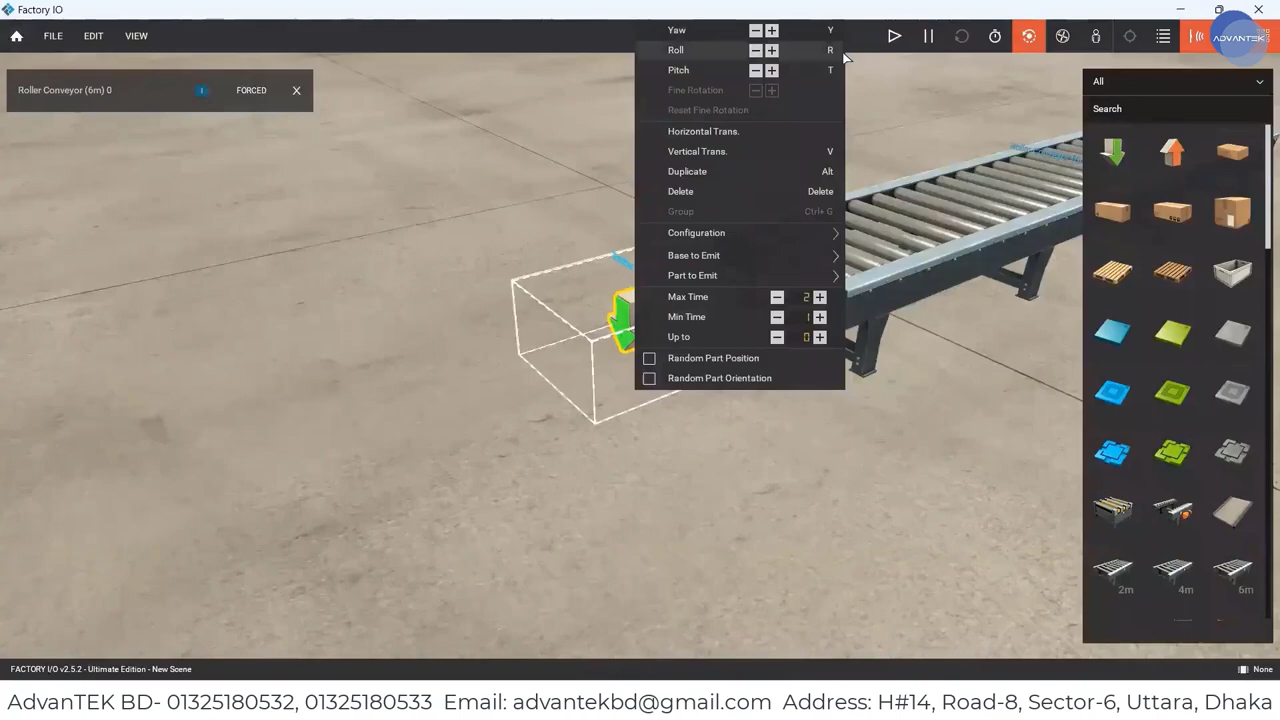 Factory IO
FILE EDIT VIEW
ADVANTEK
Roller Conveyor (6m) 0 FORCED X
Yaw Y
Roll R
Pitch T
Fine Rotation
Reset Fine Rotation
Horizontal Trans.
Vertical Trans. V
Duplicate Alt
Delete Delete
Group Ctrl+ G
Configuration
Base to Emit
Part to Emit
Max Time 2
Min Time 1
Up to 0
Random Part Position
Random Part Orientation
All
Search
2m 4m 6m
FACTORY I/O v2.5.2 - Ultimate Edition - New Scene
None
AdvanTEK BD- 01325180532, 01325180533 Email: advantekbd@gmail.com Address: H#14, Road-8, Sector-6, Uttara, Dhaka